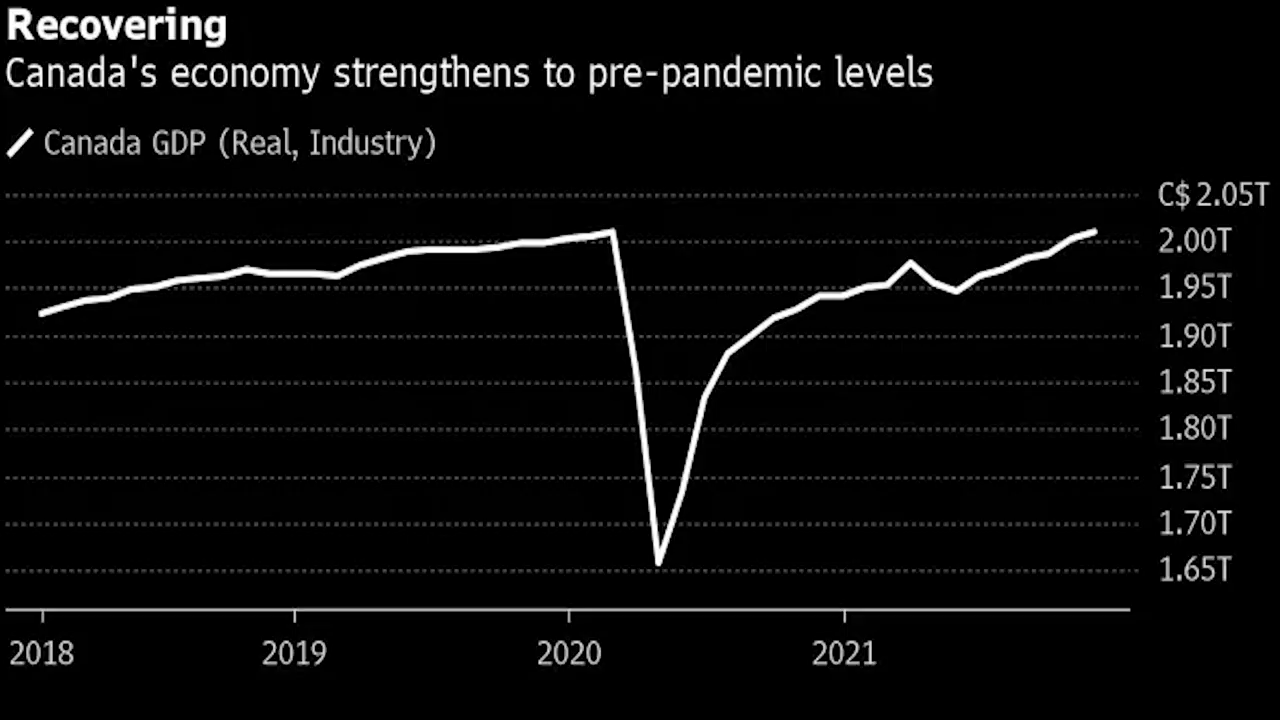 Recovering
Canada's economy strengthens to pre-pandemic levels
Canada GDP (Real, Industry)
C$ 2.05T
2.00T
1.95T
1.90T
1.85T
1.80T
1.75T
1.70T
1.65T
2018 2019 2020 2021